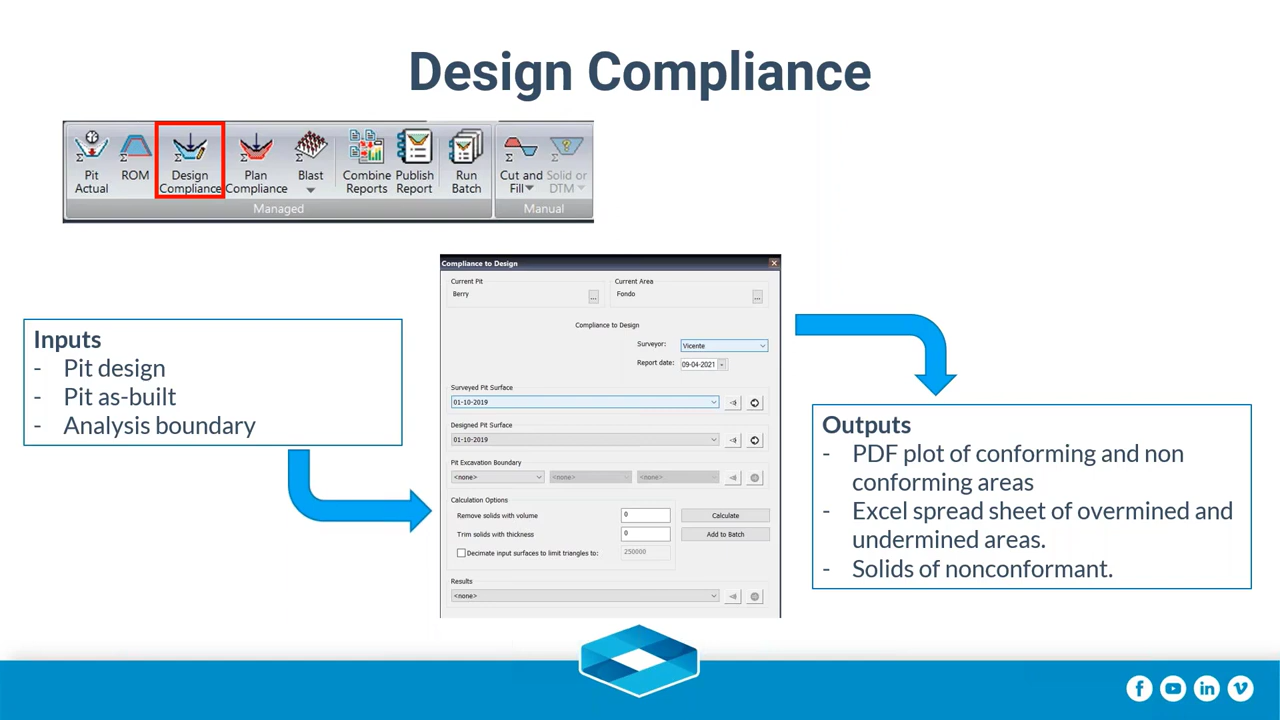 Design Compliance
Pit Actual
ROM
Design Compliance
Plan Compliance
Blast
Combine Reports
Publish Report
Run Batch
Cut and Fill
Solid or DTM
Managed
Manual
Inputs
- Pit design
- Pit as-built
- Analysis boundary
Compliance to Design
Current Pit
Berry
...
Current Area
Fondo
...
Compliance to Design
Surveyor: Vicente
Report date: 09-04-2021
Surveyed Pit Surface
01-10-2019
Designed Pit Surface
01-10-2019
Pit Excavation Boundary
<none> <none> <none>
Calculation Options
Remove solids with volume 0 Calculate
Trim solids with thickness 0 Add to Batch
Decimate input surfaces to limit triangles to: 250000
Results
<none>
Outputs
- PDF plot of conforming and non
conforming areas
- Excel spread sheet of overmined and
undermined areas.
- Solids of nonconformant.